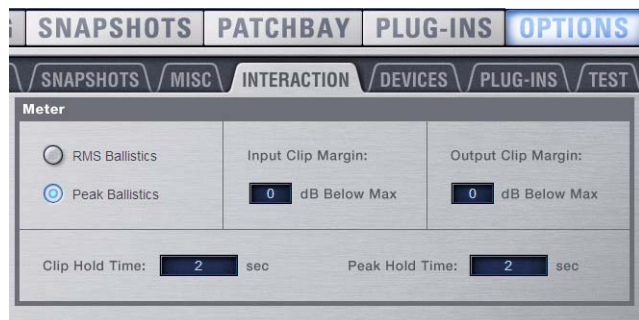 SNAPSHOTS PATCHBAY PLUG-INS OPTIONS
SNAPSHOTS MISC INTERACTION DEVICES PLUG-INS TEST
Meter
RMS Ballistics Input Clip Margin: Output Clip Margin:
Peak Ballistics 0 dB Below Max 0 dB Below Max
Clip Hold Time: 2 sec Peak Hold Time: 2 sec